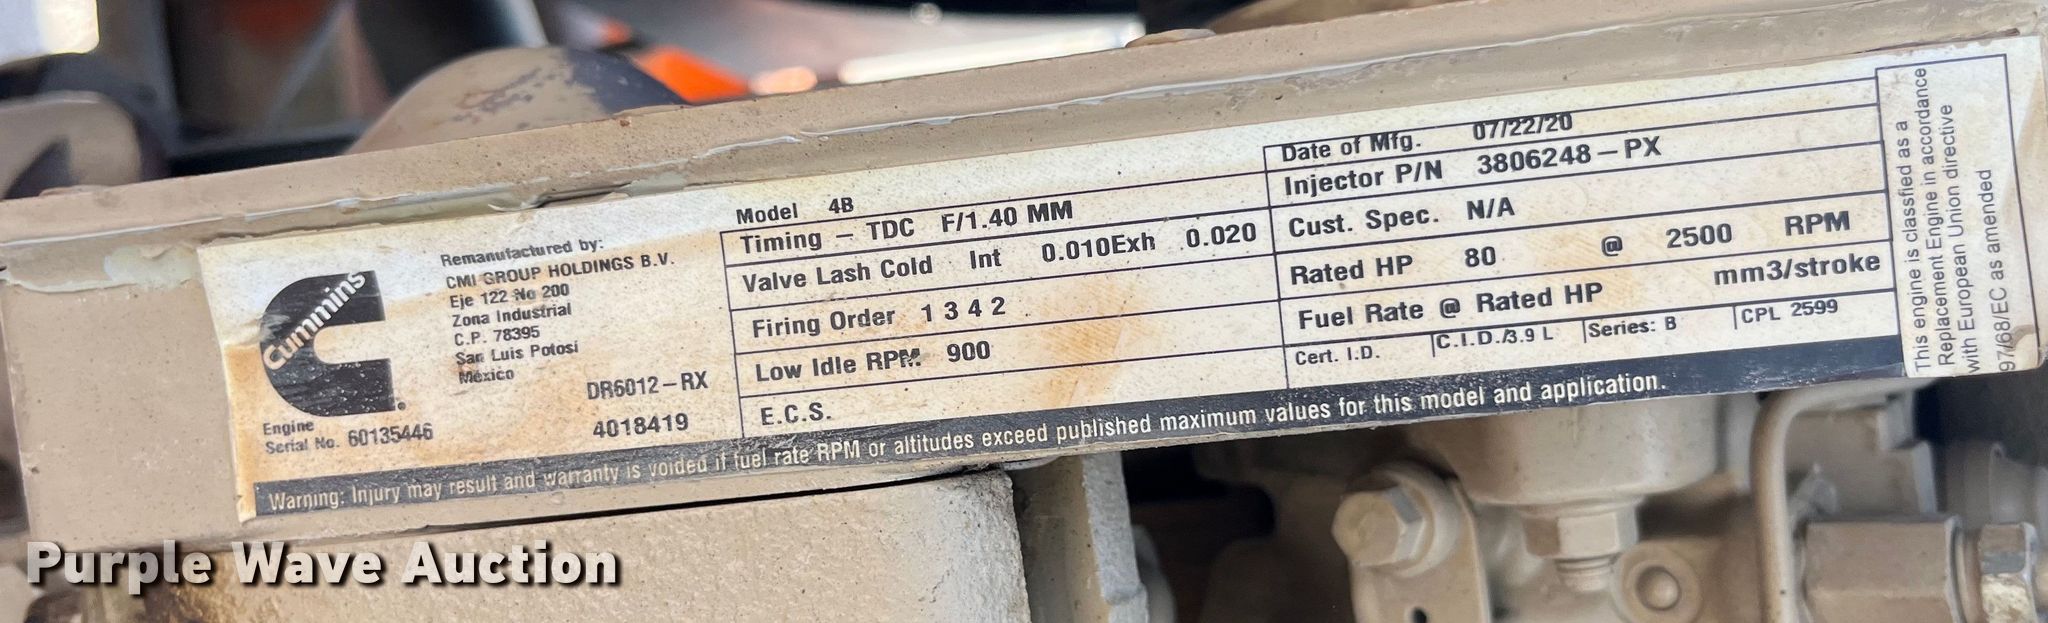 Cummins
Remanufactured by:
CMI GROUP HOLDINGS B.V.
Eje 122 No 200
Zona Industrial
C.P. 78395
San Luis Potosi
México
DR6012-RX
4018419
Engine
Serial No. 60135446
Model 4B
Timing - TDC F/1.40 MM
Valve Lash Cold Int 0.010Exh 0.020
Firing Order 1 3 4 2
Low Idle RPM 900
E.C.S.
Date of Mfg. 07/22/20
Injector P/N 3806248-PX
Cust. Spec. N/A
Rated HP 80 @ 2500 RPM
Fuel Rate @ Rated HP mm3/stroke
Cert. I.D. C.I.D./3.9 L Series: B CPL 2599
This engine is classified as a
Replacement Engine in accordance
with European Union directive
97/68/EC as amended
Warning: Injury may result and warranty is voided if fuel rate RPM or altitudes exceed published maximum values for this model and application.
Purple Wave Auction